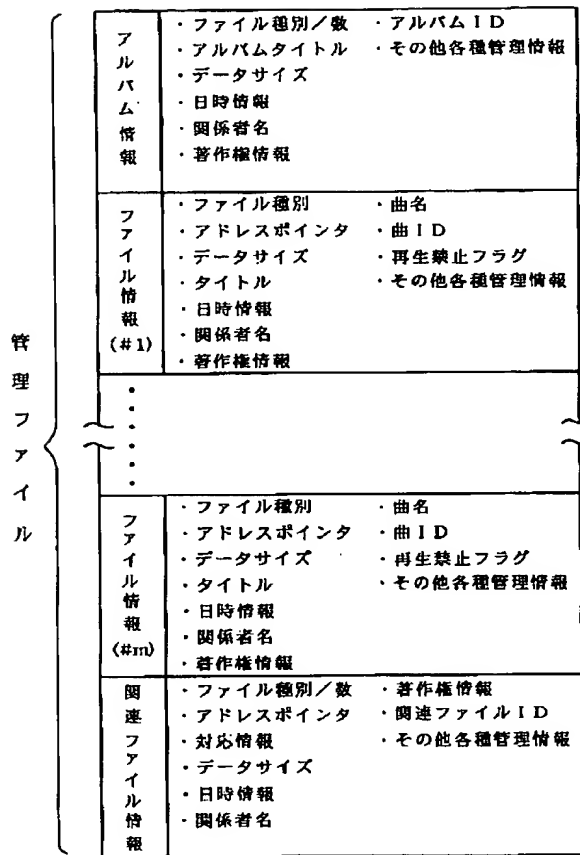 管理ファイル
アルバム情報
・ファイル種別／数 ・アルバムＩＤ
・アルバムタイトル ・その他各種管理情報
・データサイズ
・日時情報
・関係者名
・著作権情報
ファイル情報(#1)
・ファイル種別 ・曲名
・アドレスポインタ ・曲ＩＤ
・データサイズ ・再生禁止フラグ
・タイトル ・その他各種管理情報
・日時情報
・関係者名
・著作権情報
ファイル情報(#m)
・ファイル種別 ・曲名
・アドレスポインタ ・曲ＩＤ
・データサイズ ・再生禁止フラグ
・タイトル ・その他各種管理情報
・日時情報
・関係者名
・著作権情報
関連ファイル情報
・ファイル種別／数 ・著作権情報
・アドレスポインタ ・関連ファイルＩＤ
・対応情報 ・その他各種管理情報
・データサイズ
・日時情報
・関係者名